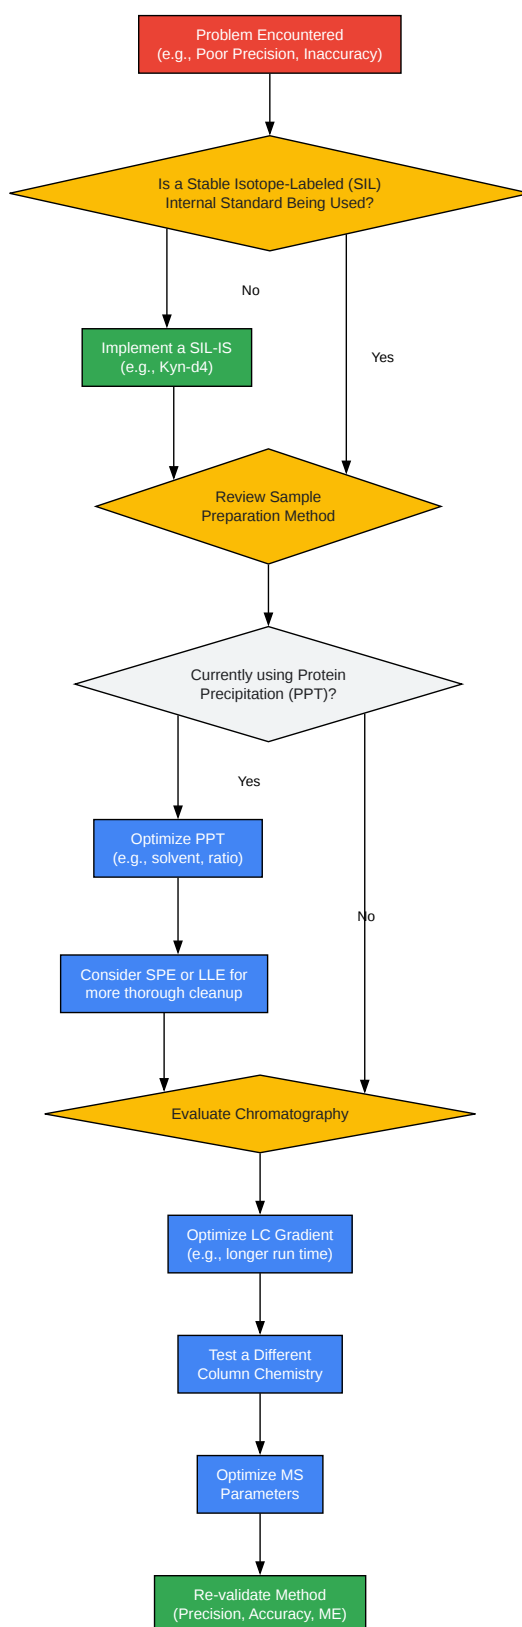 Problem Encountered
(e.g., Poor Precision, Inaccuracy)
Is a Stable Isotope-Labeled (SIL)
Internal Standard Being Used?
No
Implement a SIL-IS
(e.g., Kyn-d4)
Yes
Review Sample
Preparation Method
Currently using Protein
Precipitation (PPT)?
Yes
Optimize PPT
(e.g., solvent, ratio)
No
Consider SPE or LLE for
more thorough cleanup
Evaluate Chromatography
Optimize LC Gradient
(e.g., longer run time)
Test a Different
Column Chemistry
Optimize MS
Parameters
Re-validate Method
(Precision, Accuracy, ME)